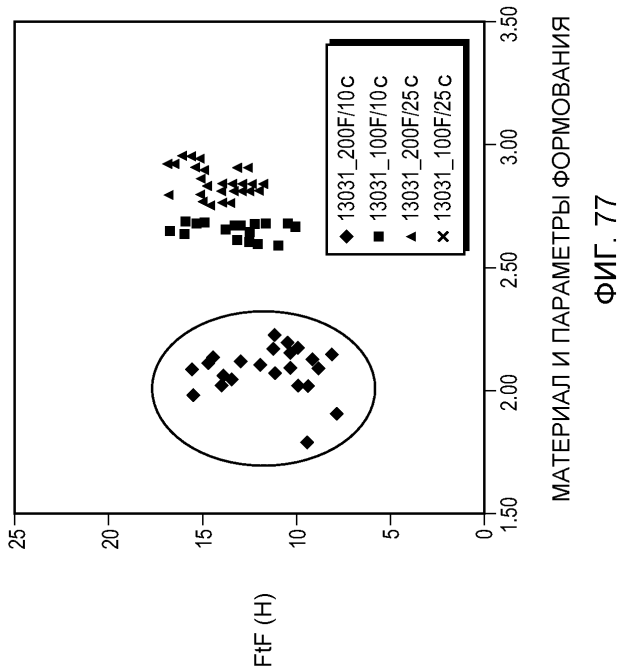 FtF (Н)
25
20
15
10
5
0
1.50
2.00
2.50
3.00
3.50
13031_200F/10 с
13031_100F/10 с
13031_200F/25 с
13031_100F/25 с
МАТЕРИАЛ И ПАРАМЕТРЫ ФОРМОВАНИЯ
ФИГ. 77